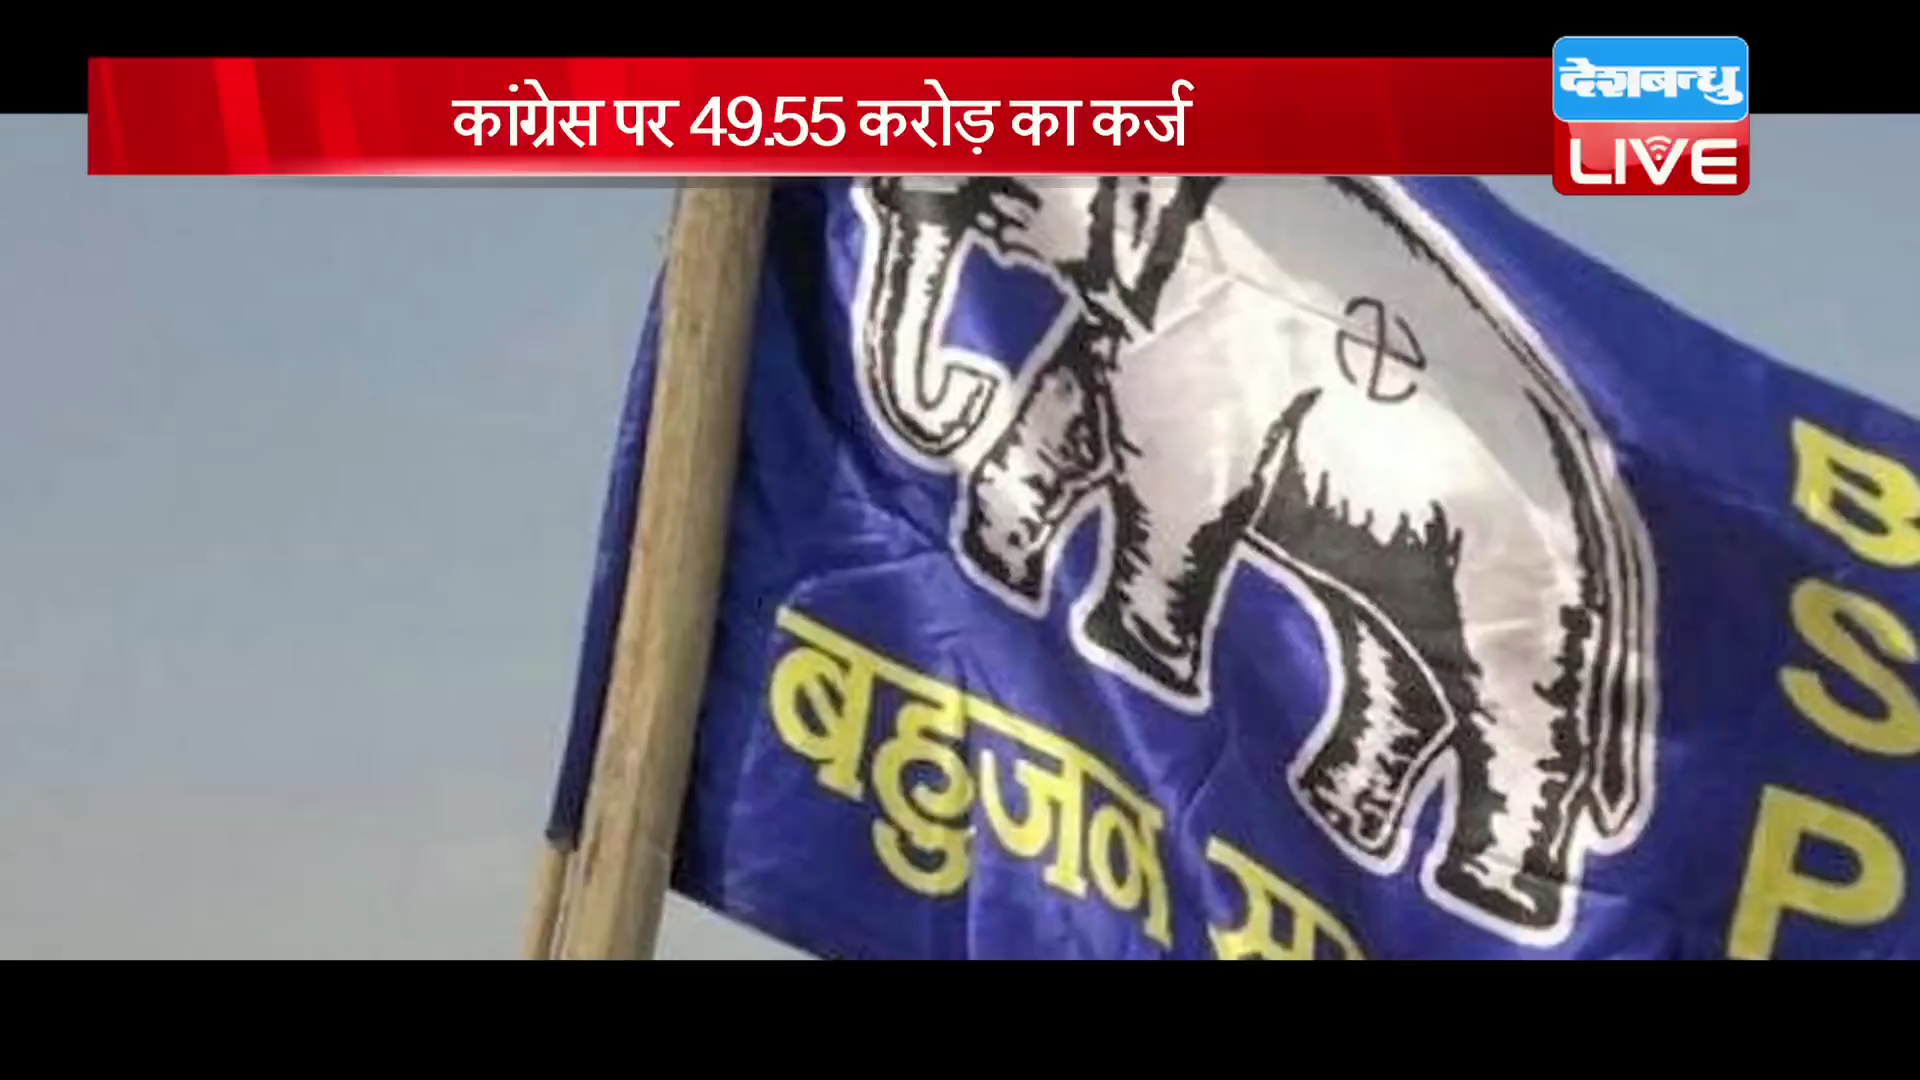 कांग्रेस पर 49.55 करोड़ का कर्ज
देशबन्धु
LIVE
बहुजन
B
S
P